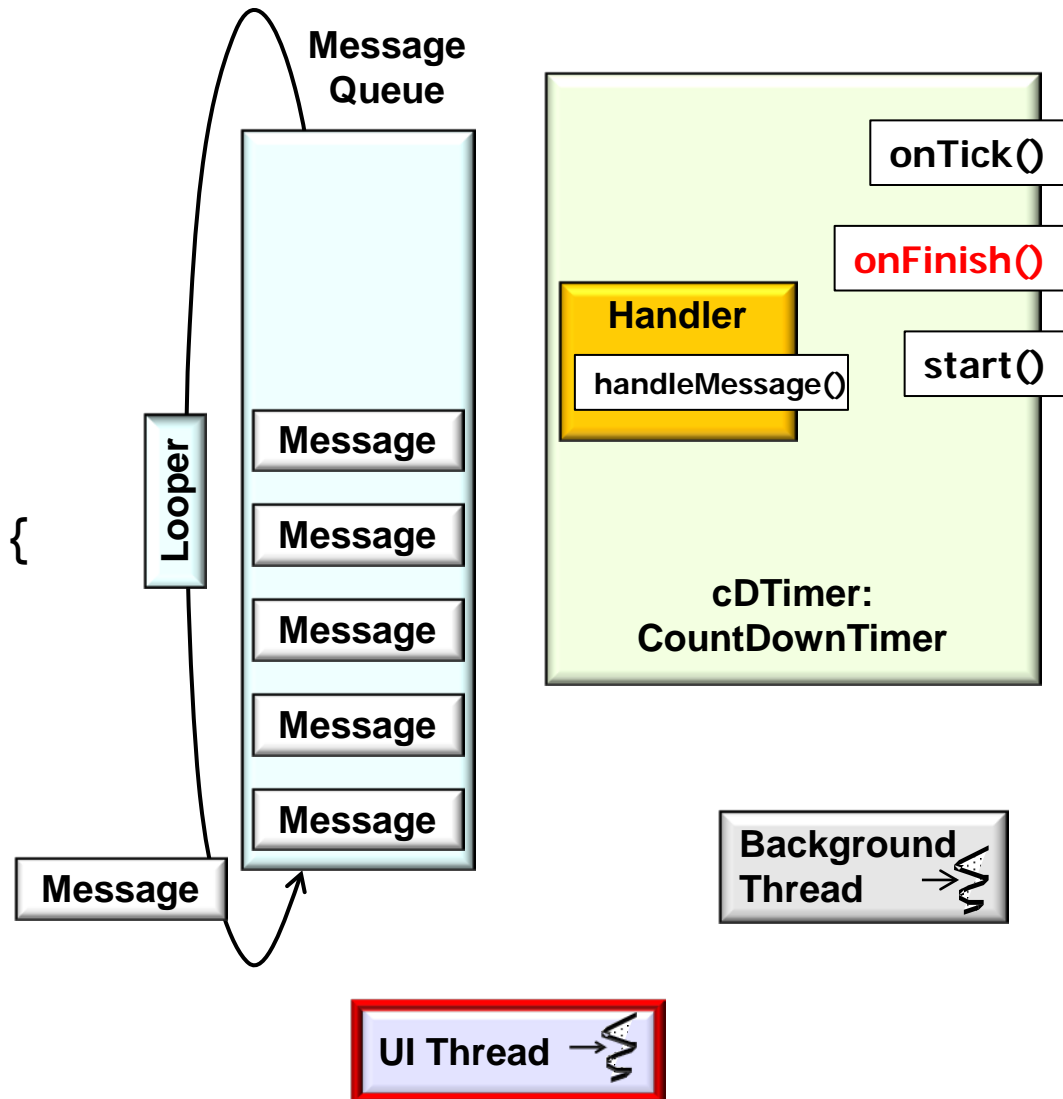 Message
Queue
onTick()
onFinish()
Handler
handleMessage()
start()
Looper
{
Message
Message
Message
Message
Message
Message
cDTimer:
CountDownTimer
Background
Thread
UI Thread